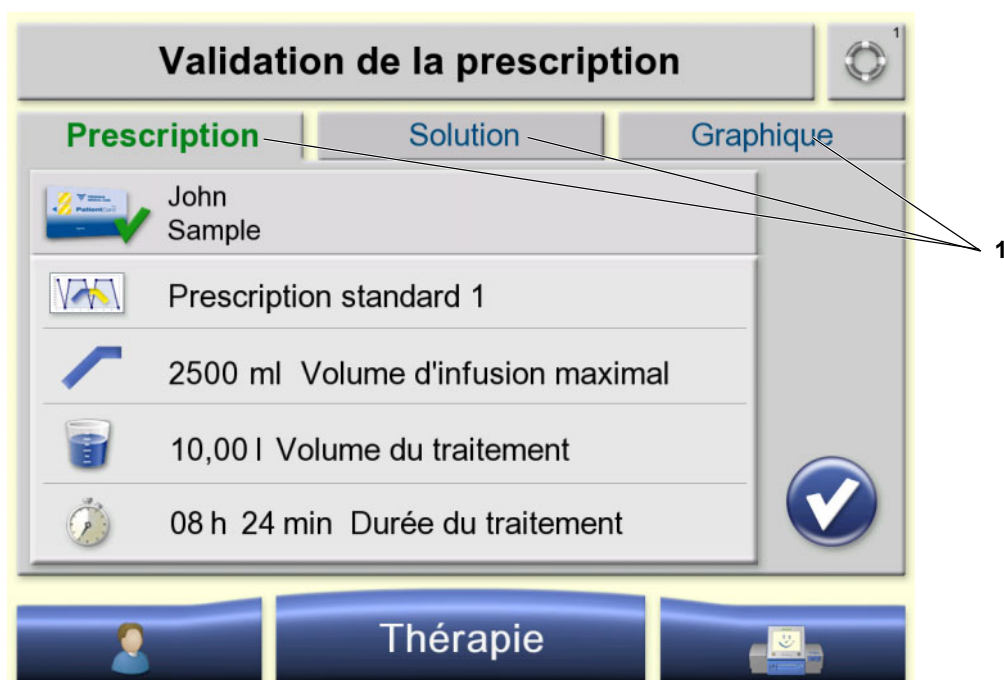 Validation de la prescription
1
Prescription
Solution
Graphique
John
Sample
Prescription standard 1
2500 ml Volume d'infusion maximal
10,00 l Volume du traitement
08 h 24 min Durée du traitement
1
Thérapie